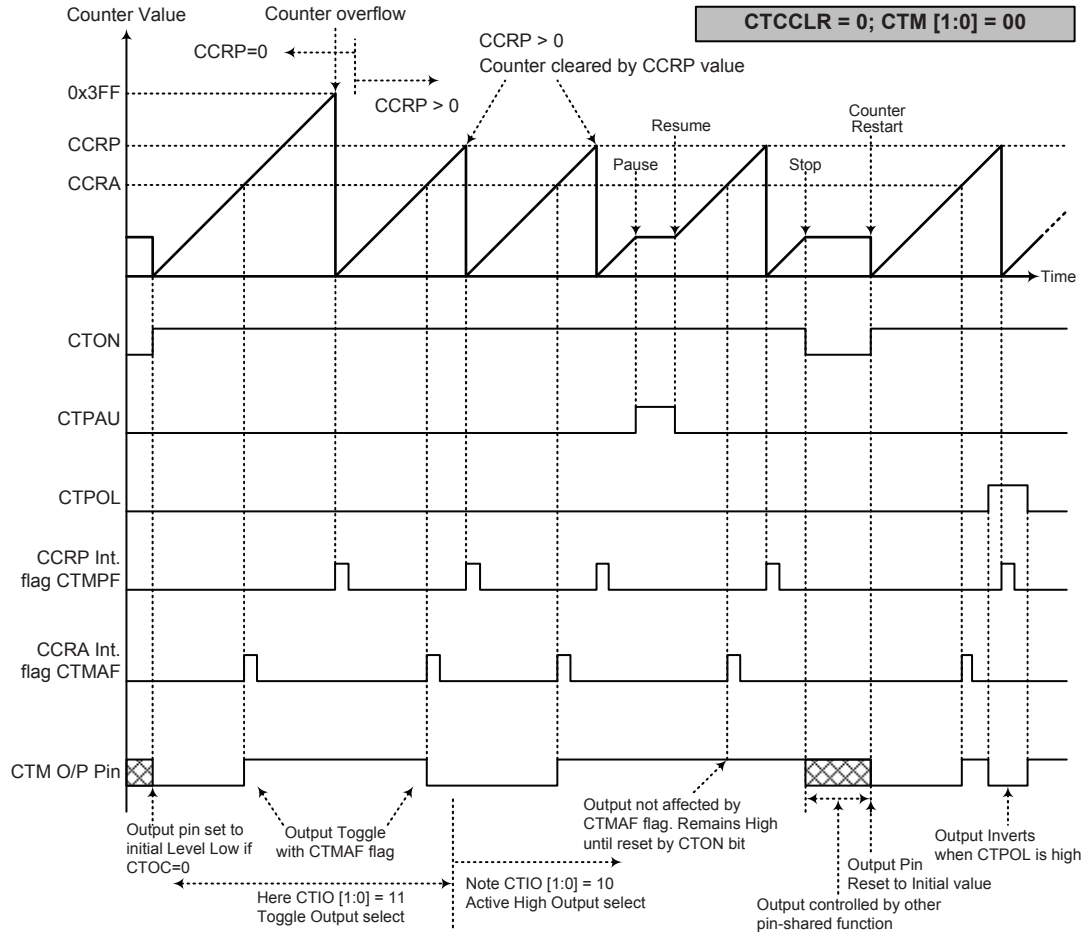 Counter Value
Counter overflow
CTCCLR = 0; CTM [1:0] = 00
CCRP=0
CCRP > 0
CCRP > 0
Counter cleared by CCRP value
0x3FF
CCRP
CCRA
Pause
Resume
Stop
Counter
Restart
Time
CTON
CTPAU
CTPOL
CCRP Int.
flag CTMPF
CCRA Int.
flag CTMAF
CTM O/P Pin
Output pin set to
initial Level Low if
CTOC=0
Output Toggle
with CTMAF flag
Output not affected by
CTMAF flag. Remains High
until reset by CTON bit
Output Inverts
when CTPOL is high
Output Pin
Reset to Initial value
Here CTIO [1:0] = 11
Toggle Output select
Note CTIO [1:0] = 10
Active High Output select
Output controlled by other
pin-shared function